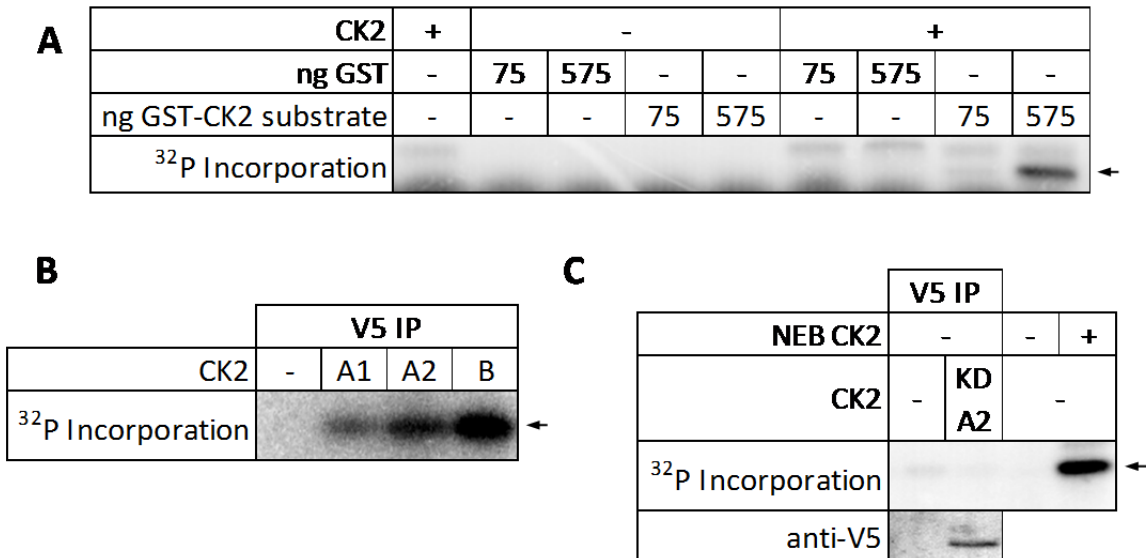 A
CK2 + - +
ng GST - 75 575 - - 75 575 - -
ng GST-CK2 substrate - - - 75 575 - - 75 575
³²P Incorporation
B
V5 IP
CK2 - A1 A2 B
³²P Incorporation
C
V5 IP
NEB CK2 - - +
CK2 - KD A2 -
³²P Incorporation
anti-V5